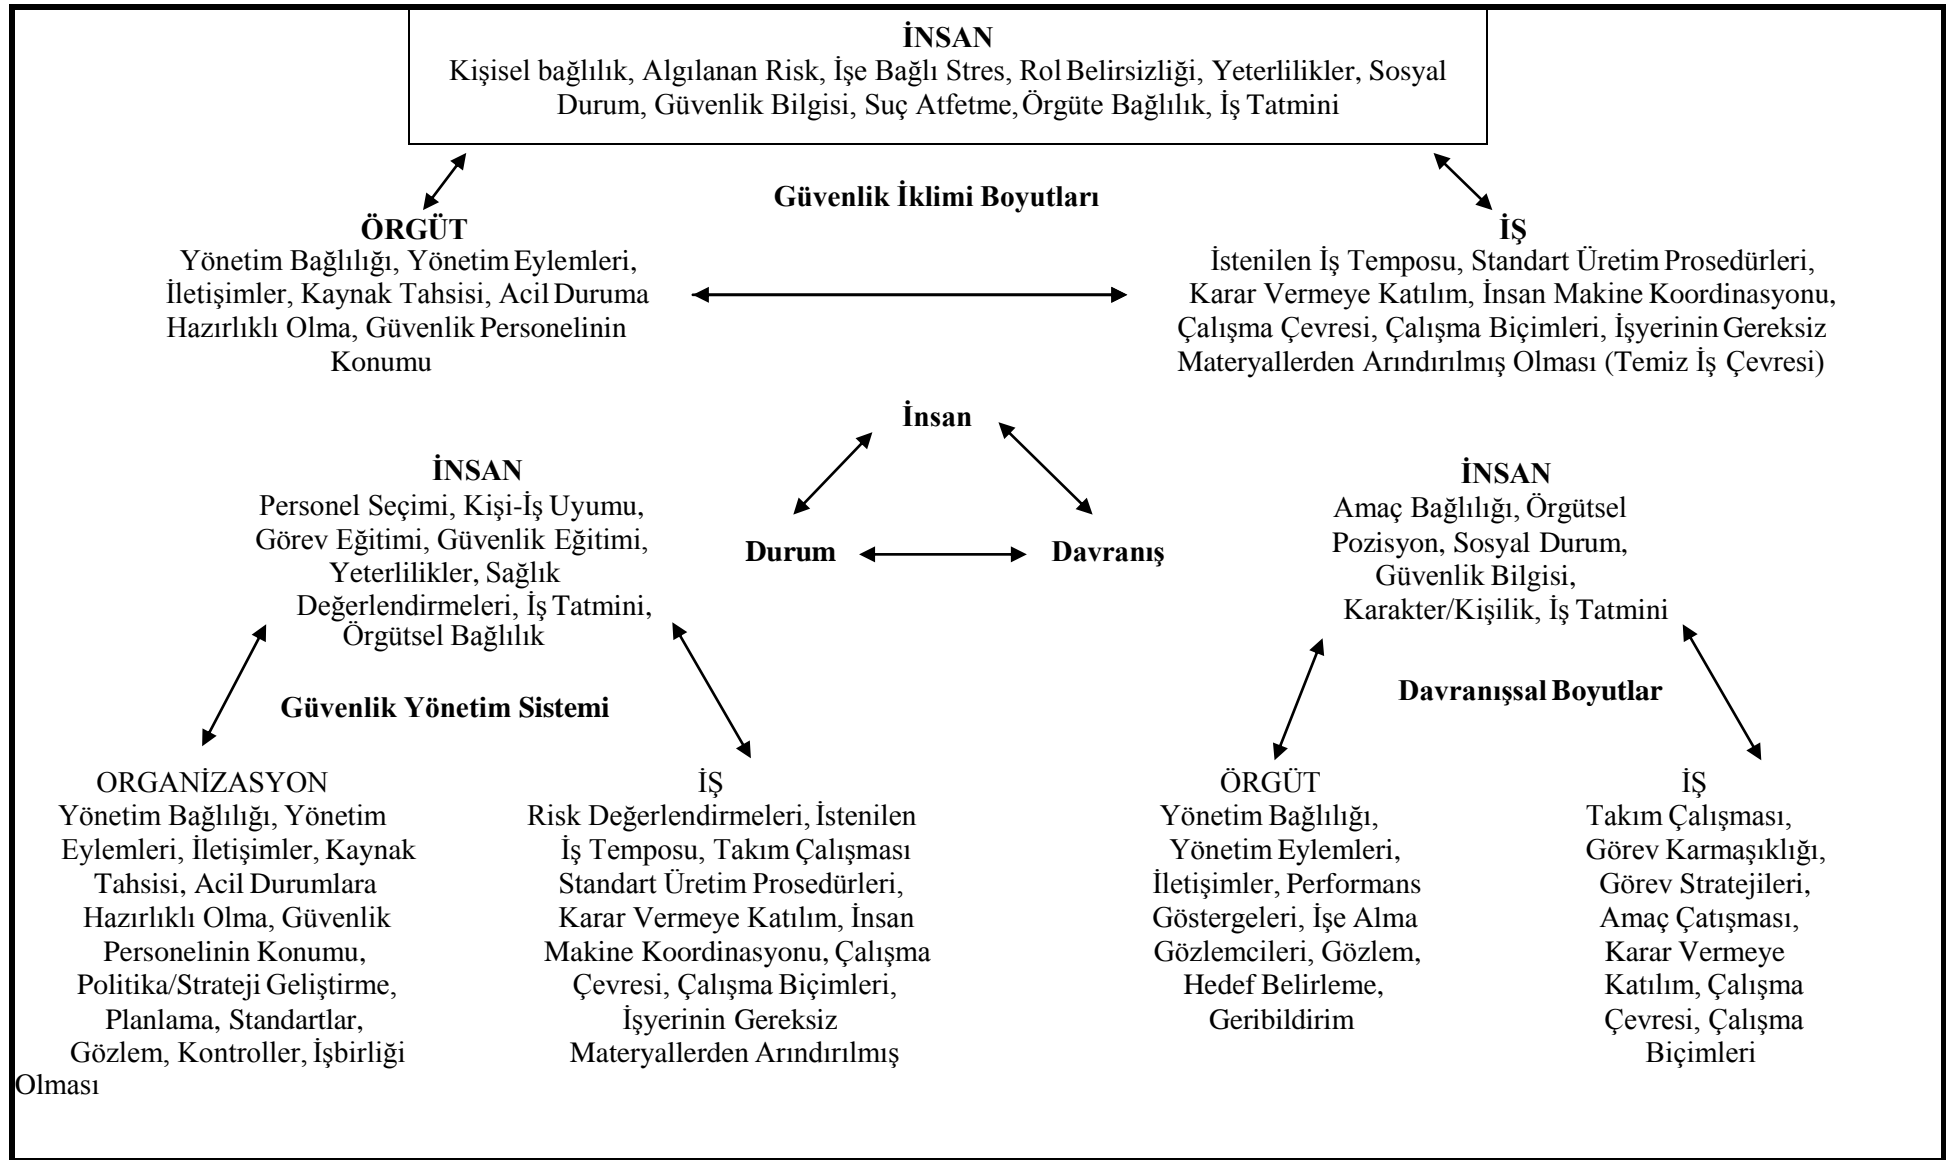 İNSAN
Kişisel bağlılık, Algılanan Risk, İşe Bağlı Stres, Rol Belirsizliği, Yeterlilikler, Sosyal
Durum, Güvenlik Bilgisi, Suç Atfetme, Örgüte Bağlılık, İş Tatmini
Güvenlik İklimi Boyutları
ÖRGÜT
Yönetim Bağlılığı, Yönetim Eylemleri,
İletişimler, Kaynak Tahsisi, Acil Duruma
Hazırlıklı Olma, Güvenlik Personelinin
Konumu
İŞ
İstenilen İş Temposu, Standart Üretim Prosedürleri,
Karar Vermeye Katılım, İnsan Makine Koordinasyonu,
Çalışma Çevresi, Çalışma Biçimleri, İşyerinin Gereksiz
Materyallerden Arındırılmış Olması (Temiz İş Çevresi)
İnsan
Durum
Davranış
İNSAN
Personel Seçimi, Kişi-İş Uyumu,
Görev Eğitimi, Güvenlik Eğitimi,
Yeterlilikler, Sağlık
Değerlendirmeleri, İş Tatmini,
Örgütsel Bağlılık
İNSAN
Amaç Bağlılığı, Örgütsel
Pozisyon, Sosyal Durum,
Güvenlik Bilgisi,
Karakter/Kişilik, İş Tatmini
Güvenlik Yönetim Sistemi
Davranışsal Boyutlar
ORGANİZASYON
Yönetim Bağlılığı, Yönetim
Eylemleri, İletişimler, Kaynak
Tahsisi, Acil Durumlara
Hazırlıklı Olma, Güvenlik
Personelinin Konumu,
Politika/Strateji Geliştirme,
Planlama, Standartlar,
Gözlem, Kontroller, İşbirliği
İŞ
Risk Değerlendirmeleri, İstenilen
İş Temposu, Takım Çalışması
Standart Üretim Prosedürleri,
Karar Vermeye Katılım, İnsan
Makine Koordinasyonu, Çalışma
Çevresi, Çalışma Biçimleri,
İşyerinin Gereksiz
Materyallerden Arındırılmış
Olması
ÖRGÜT
Yönetim Bağlılığı,
Yönetim Eylemleri,
İletişimler, Performans
Göstergeleri, İşe Alma
Gözlemcileri, Gözlem,
Hedef Belirleme,
Geribildirim
İŞ
Takım Çalışması,
Görev Karmaşıklığı,
Görev Stratejileri,
Amaç Çatışması,
Karar Vermeye
Katılım, Çalışma
Çevresi, Çalışma
Biçimleri